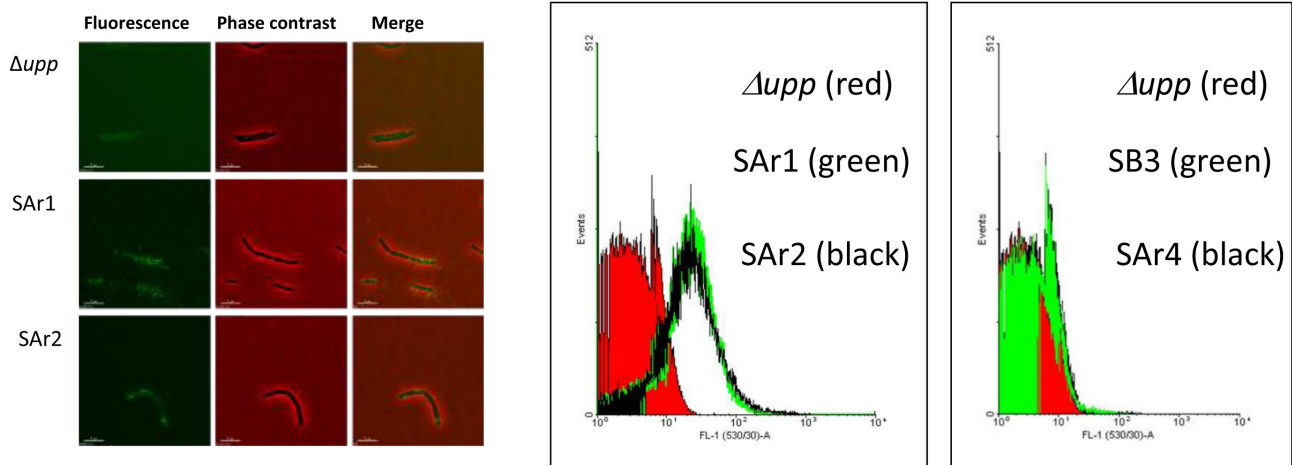 Fluorescence Phase contrast Merge
Δupp
SAr1
SAr2
512
Events
0
10⁰ 10¹ 10² 10³ 10⁴
FL-1 (530/30)-A
Δupp (red)
SAr1 (green)
SAr2 (black)
512
Events
0
10⁰ 10¹ 10² 10³ 10⁴
FL-1 (530/30)-A
Δupp (red)
SB3 (green)
SAr4 (black)